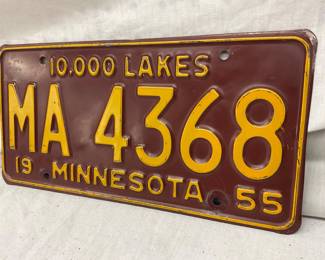 10,000 LAKES
MA 4368
19 MINNESOTA 55